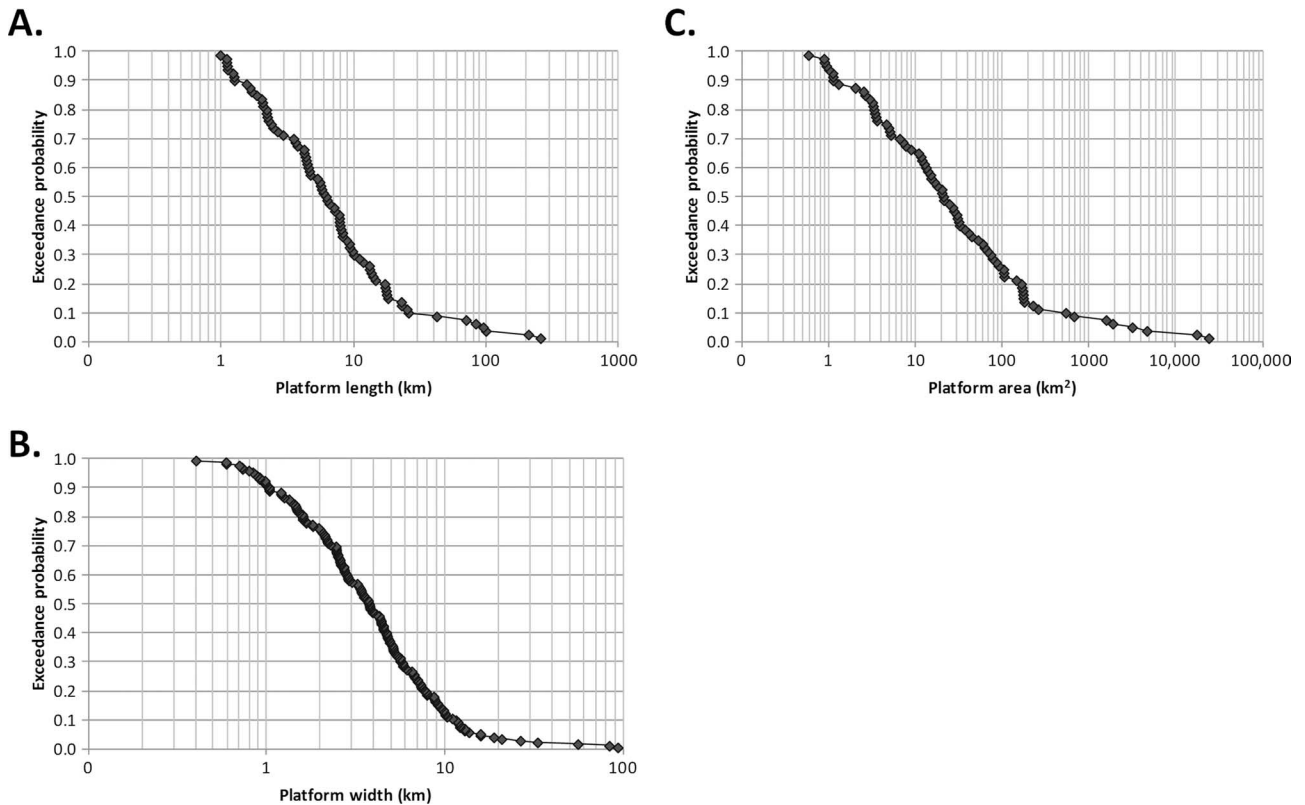 A.
1.0
0.9
0.8
0.7
0.6
0.5
0.4
0.3
0.2
0.1
0.0
Exceedance probability
0 1 10 100 1000
Platform length (km)
C.
1.0
0.9
0.8
0.7
0.6
0.5
0.4
0.3
0.2
0.1
0.0
Exceedance probability
0 1 10 100 1000 10,000 100,000
Platform area (km²)
B.
1.0
0.9
0.8
0.7
0.6
0.5
0.4
0.3
0.2
0.1
0.0
Exceedance probability
0 1 10 100
Platform width (km)